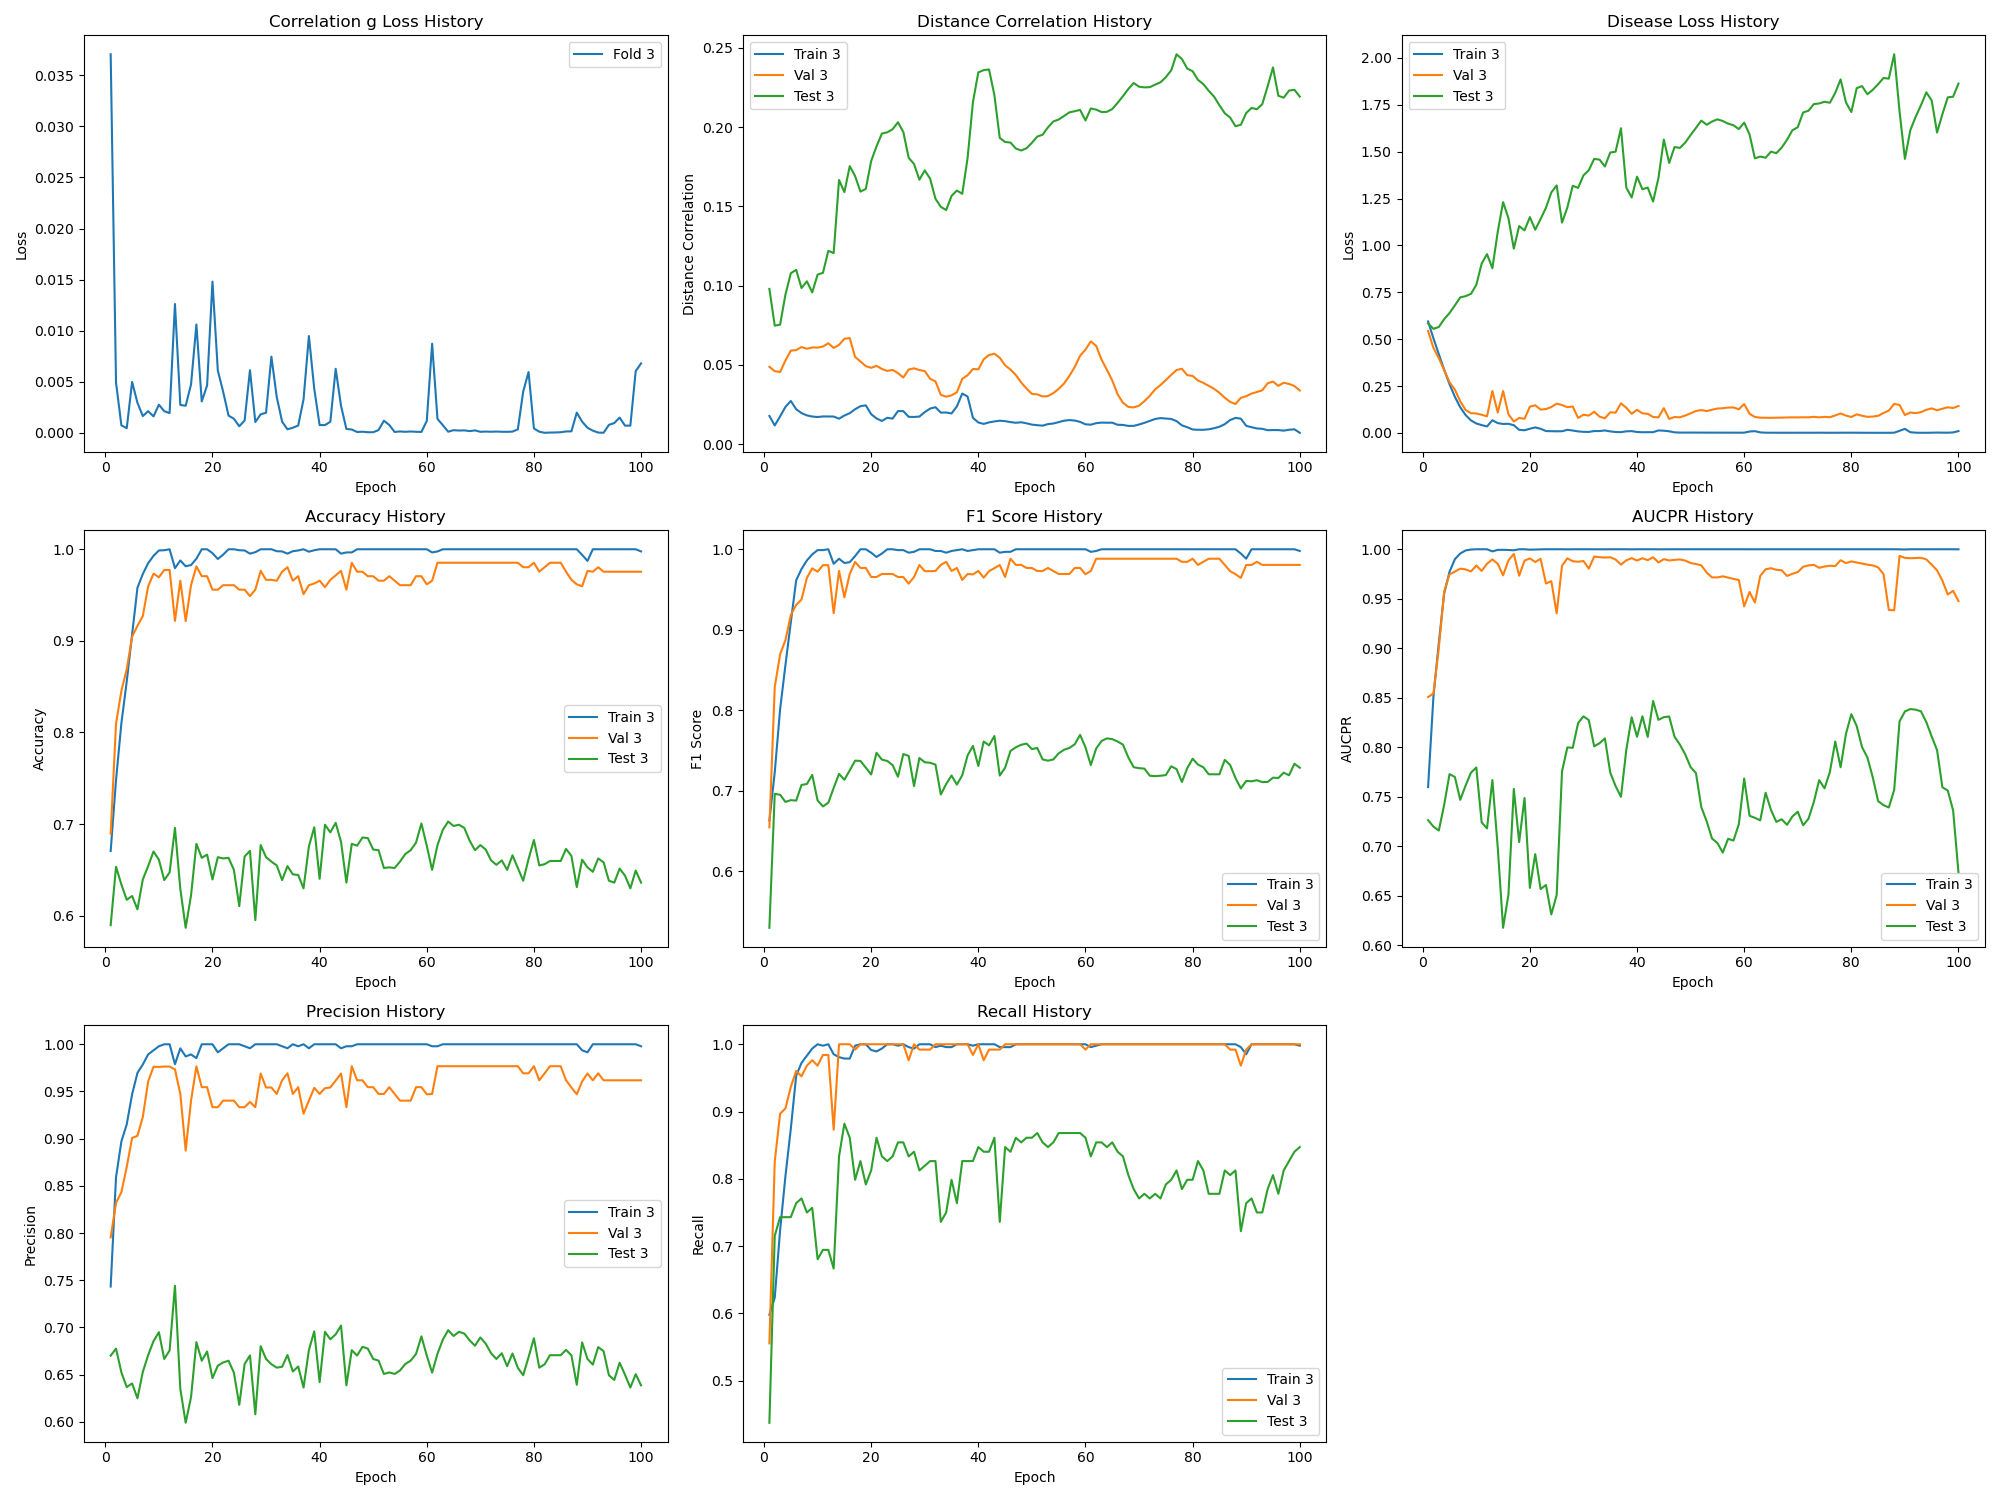 Correlation g Loss History
Fold 3
0.035
0.030
0.025
0.020
0.015
0.010
0.005
0.000
Loss
0 20 40 60 80 100
Epoch
Distance Correlation History
Train 3
Val 3
Test 3
0.25
0.20
0.15
0.10
0.05
0.00
Distance Correlation
0 20 40 60 80 100
Epoch
Disease Loss History
Train 3
Val 3
Test 3
2.00
1.75
1.50
1.25
1.00
0.75
0.50
0.25
0.00
Loss
0 20 40 60 80 100
Epoch
Accuracy History
1.0
0.9
0.8
0.7
0.6
Accuracy
Train 3
Val 3
Test 3
0 20 40 60 80 100
Epoch
F1 Score History
1.0
0.9
0.8
0.7
0.6
F1 Score
Train 3
Val 3
Test 3
0 20 40 60 80 100
Epoch
AUCPR History
1.00
0.95
0.90
0.85
0.80
0.75
0.70
0.65
0.60
AUCPR
Train 3
Val 3
Test 3
0 20 40 60 80 100
Epoch
Precision History
1.00
0.95
0.90
0.85
0.80
0.75
0.70
0.65
0.60
Precision
Train 3
Val 3
Test 3
0 20 40 60 80 100
Epoch
Recall History
1.0
0.9
0.8
0.7
0.6
0.5
Recall
Train 3
Val 3
Test 3
0 20 40 60 80 100
Epoch